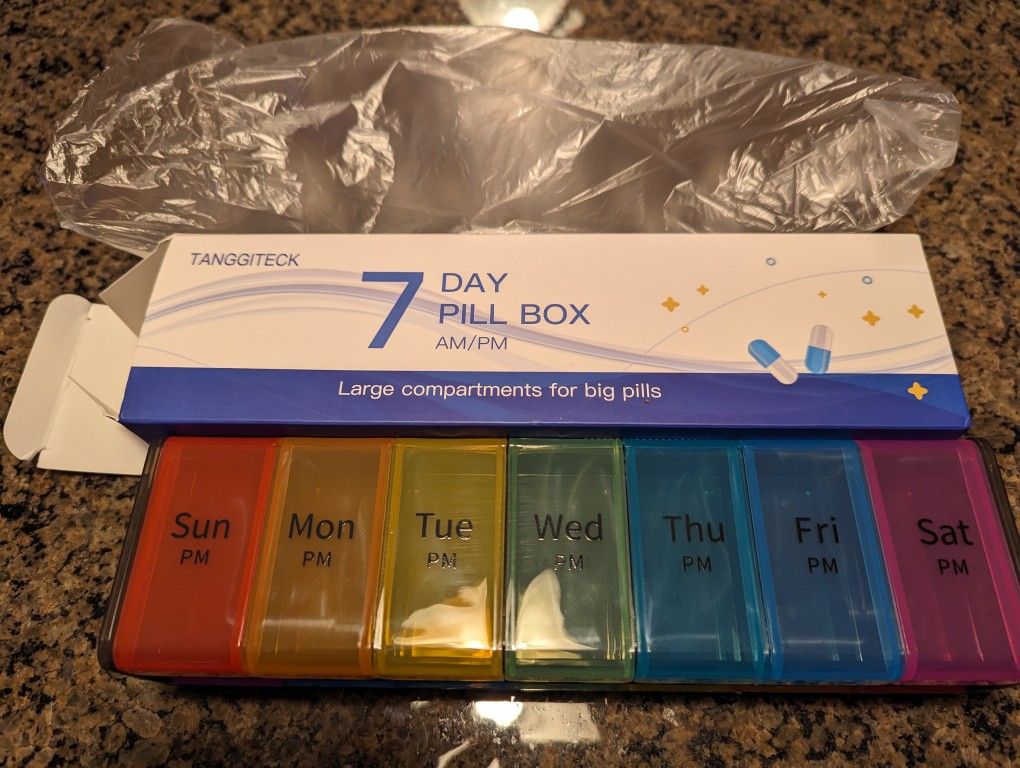 TANGGITECK
7 DAY
PILL BOX
AM/PM
Large compartments for big pills
Sun Mon Tue Wed Thu Fri Sat
PM PM PM PM PM PM PM